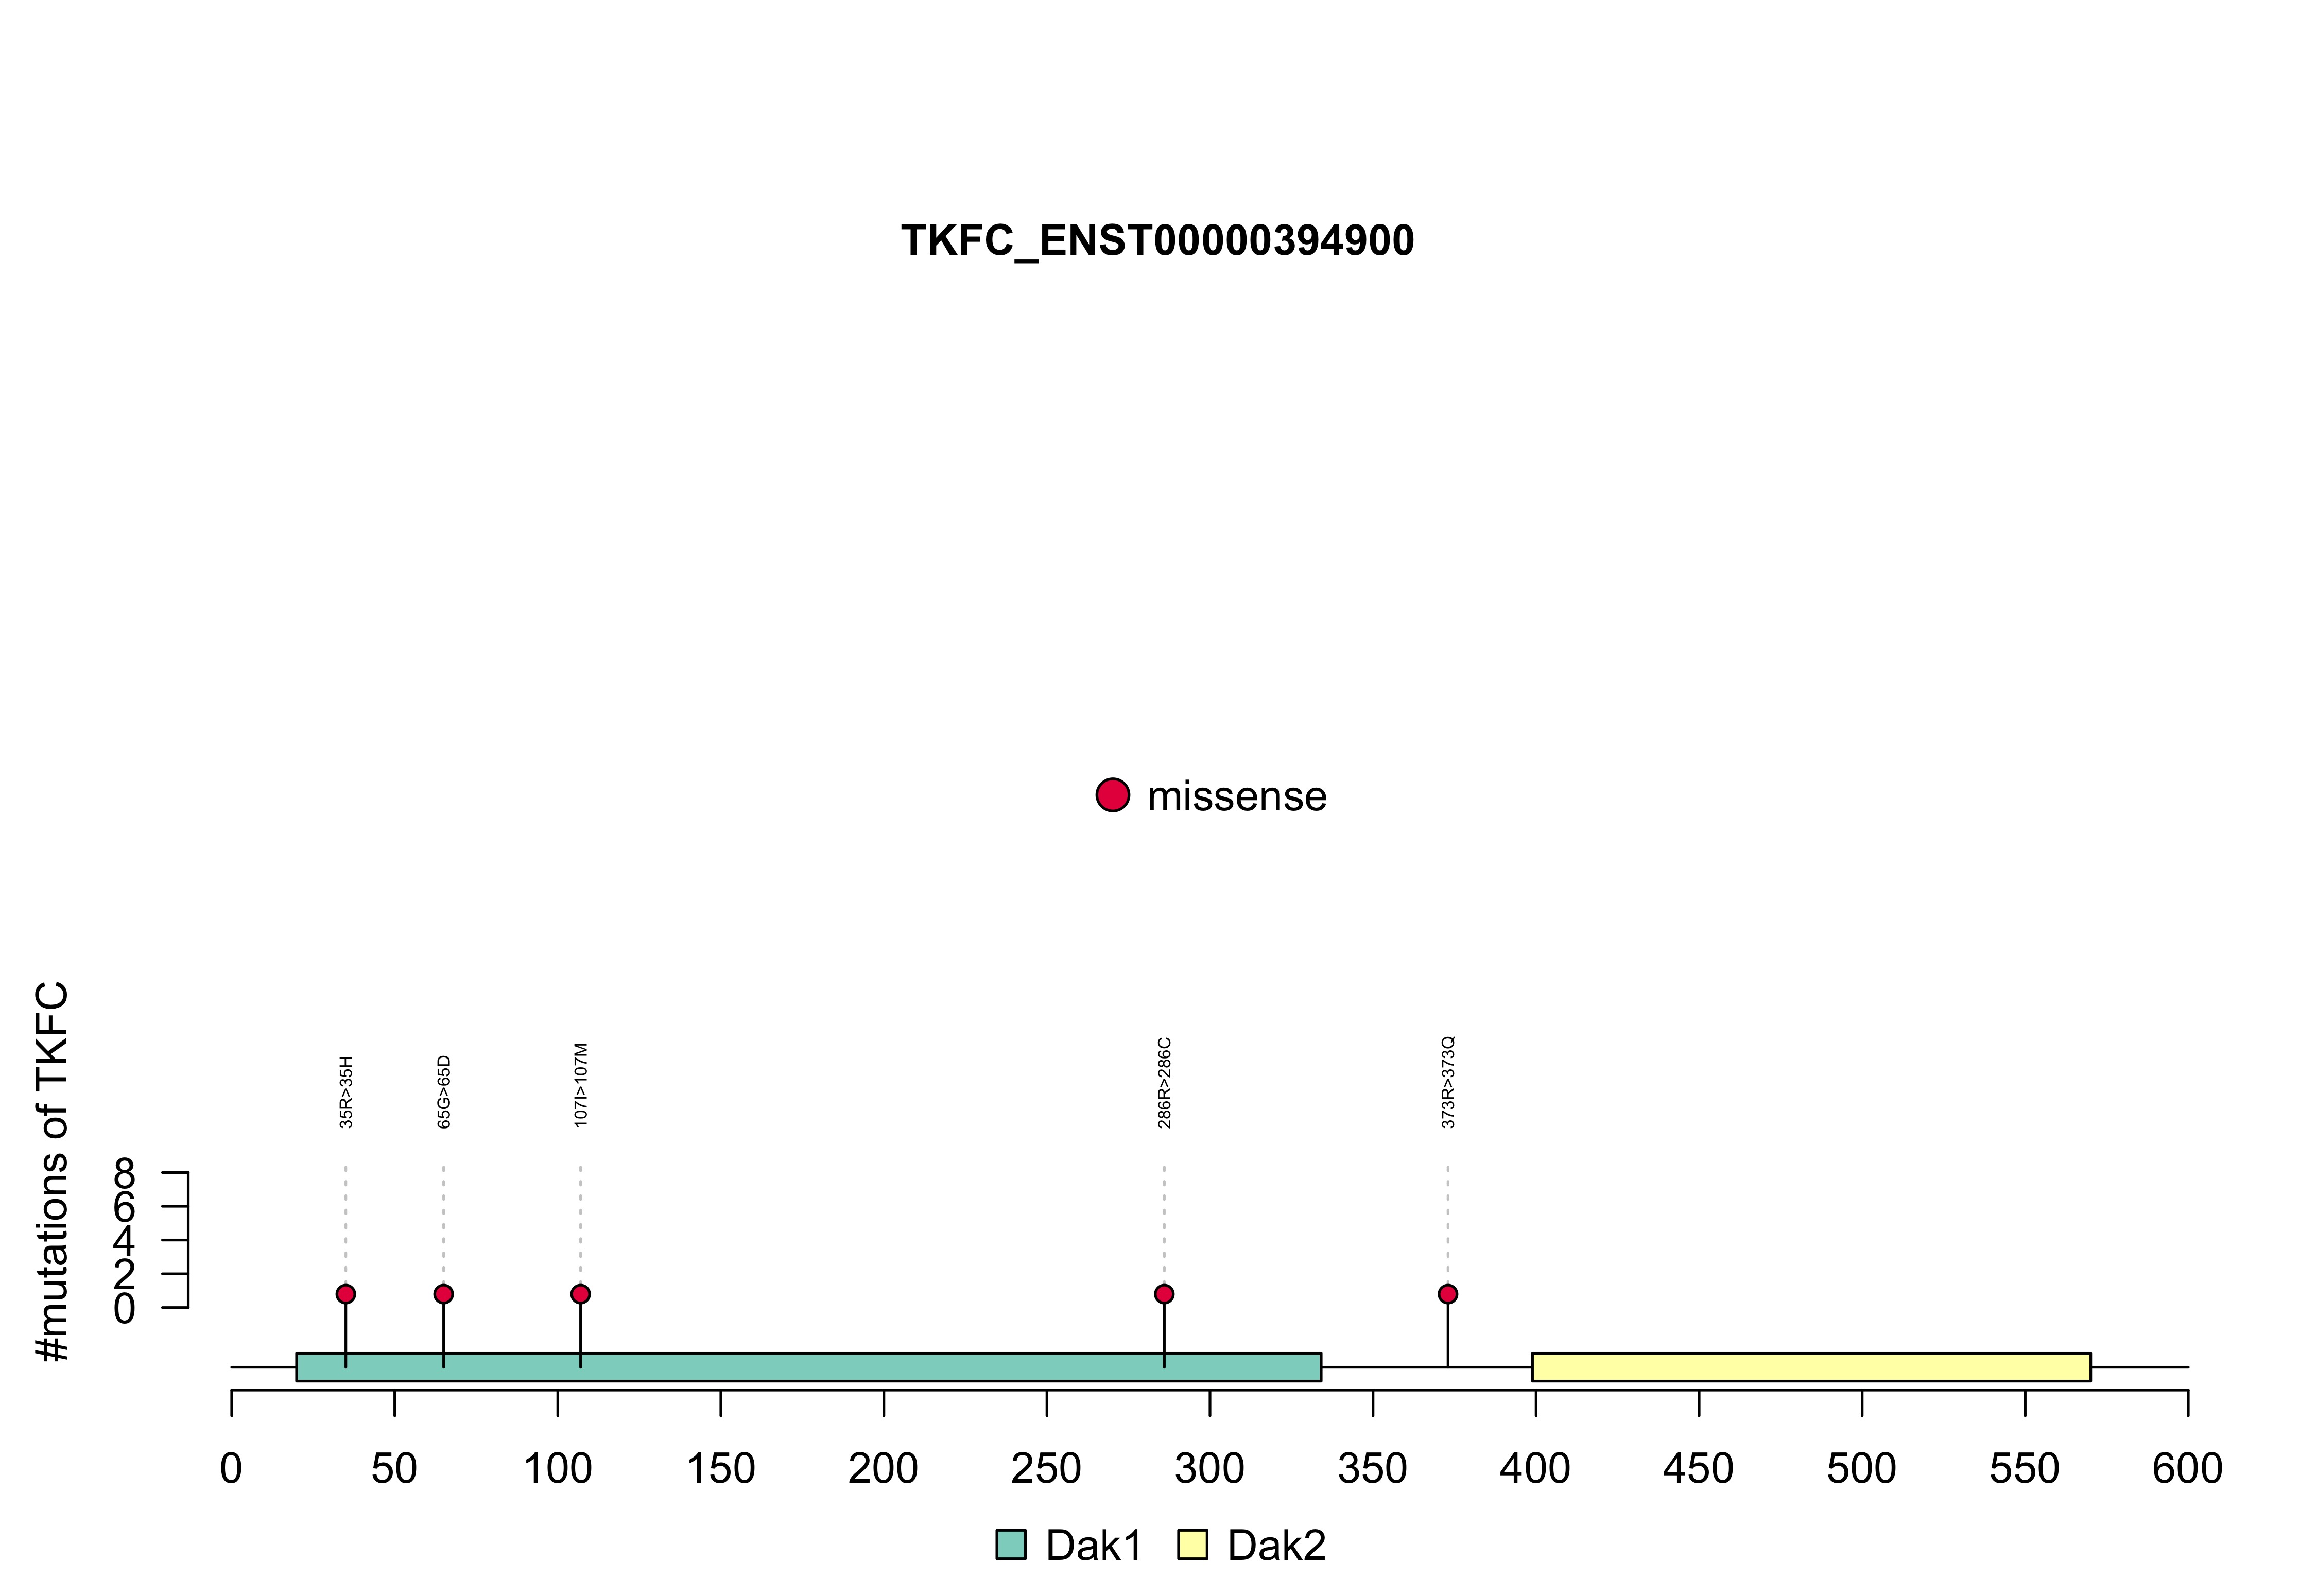 TKFC_ENST00000394900
missense
#mutations of TKFC
35R>35H
65G>65D
107I>107M
286R>286C
373R>373Q
8
6
4
2
0
0 50 100 150 200 250 300 350 400 450 500 550 600
Dak1 Dak2